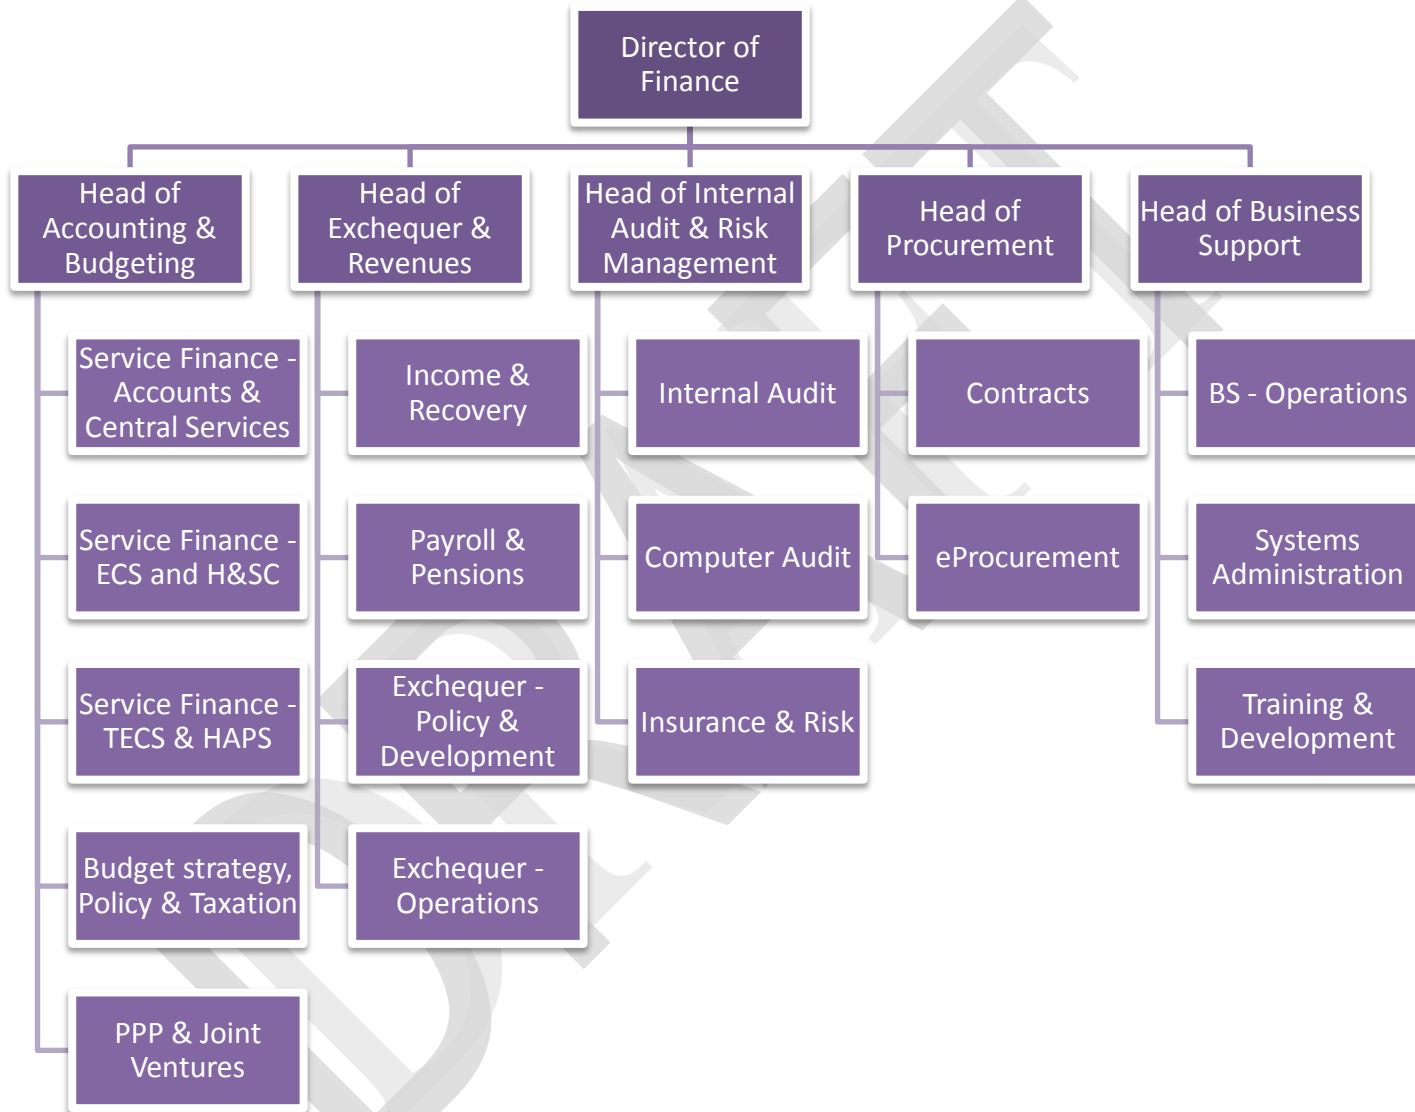 Director of
Finance
Head of
Accounting &
Budgeting
Head of
Exchequer &
Revenues
Head of Internal
Audit & Risk
Management
Head of
Procurement
Head of Business
Support
Service Finance -
Accounts &
Central Services
Service Finance -
ECS and H&SC
Service Finance -
TECS & HAPS
Budget strategy,
Policy & Taxation
PPP & Joint
Ventures
Income &
Recovery
Payroll &
Pensions
Exchequer -
Policy &
Development
Exchequer -
Operations
Internal Audit
Computer Audit
Insurance & Risk
Contracts
eProcurement
BS - Operations
Systems
Administration
Training &
Development
DRAFT